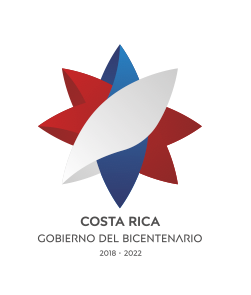 COSTA RICA
GOBIERNO DEL BICENTENARIO
2018 - 2022